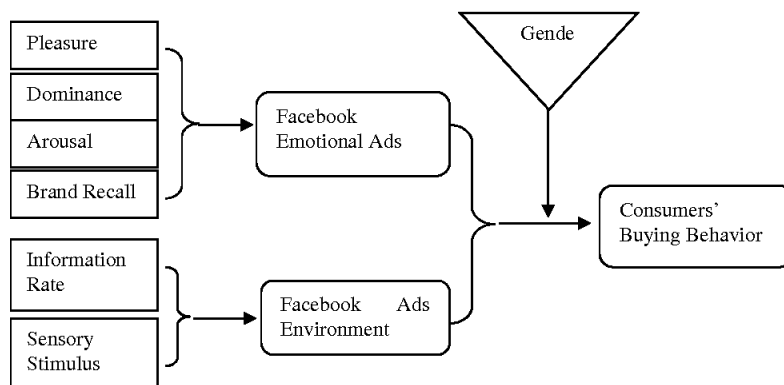 Pleasure
Dominance
Arousal
Brand Recall
Information
Rate
Sensory
Stimulus
Facebook
Emotional Ads
Facebook Ads
Environment
Gende
Consumers'
Buying Behavior